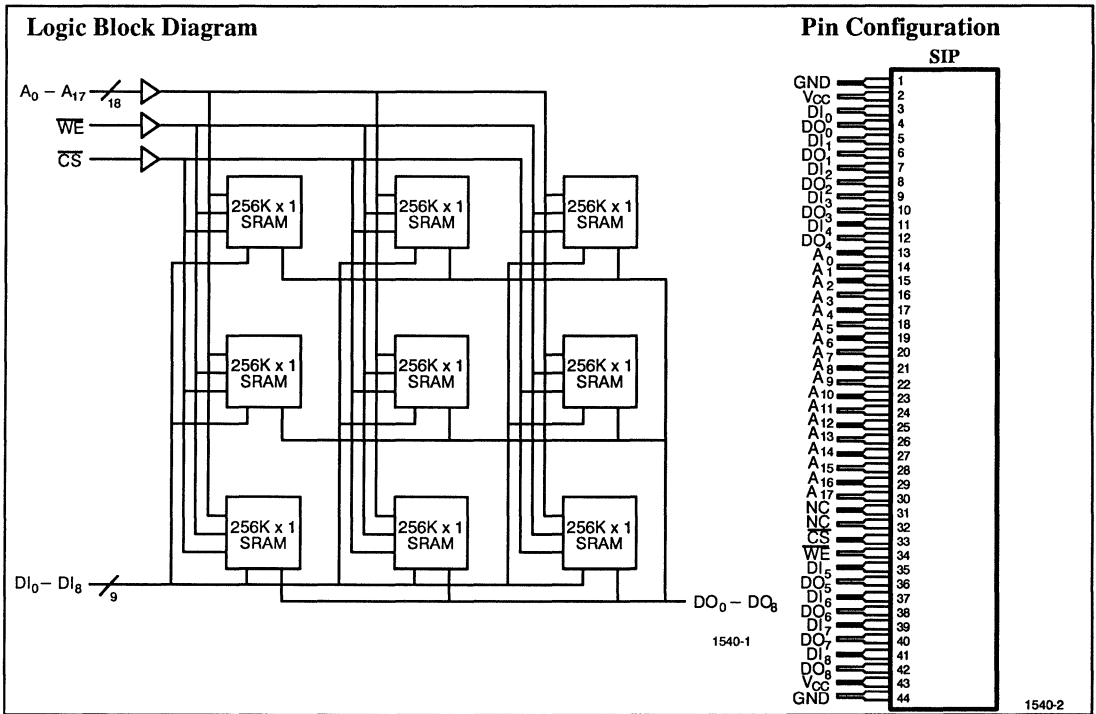 Logic Block Diagram
A0 – A17
18
WE
CS
256K x 1
SRAM
256K x 1
SRAM
256K x 1
SRAM
256K x 1
SRAM
256K x 1
SRAM
256K x 1
SRAM
256K x 1
SRAM
256K x 1
SRAM
256K x 1
SRAM
DI0 – DI8
9
DO0 – DO8
1540-1
Pin Configuration
SIP
GND 1
VCC 2
DI0 3
DO0 4
DI1 5
DO1 6
DI2 7
DO2 8
DI3 9
DO3 10
DI4 11
DO4 12
A0 13
A1 14
A2 15
A3 16
A4 17
A5 18
A6 19
A7 20
A8 21
A9 22
A10 23
A11 24
A12 25
A13 26
A14 27
A15 28
A16 29
A17 30
NC 31
NC 32
CS 33
WE 34
DI5 35
DO5 36
DI6 37
DO6 38
DI7 39
DO7 40
DI8 41
DO8 42
VCC 43
GND 44
1540-2